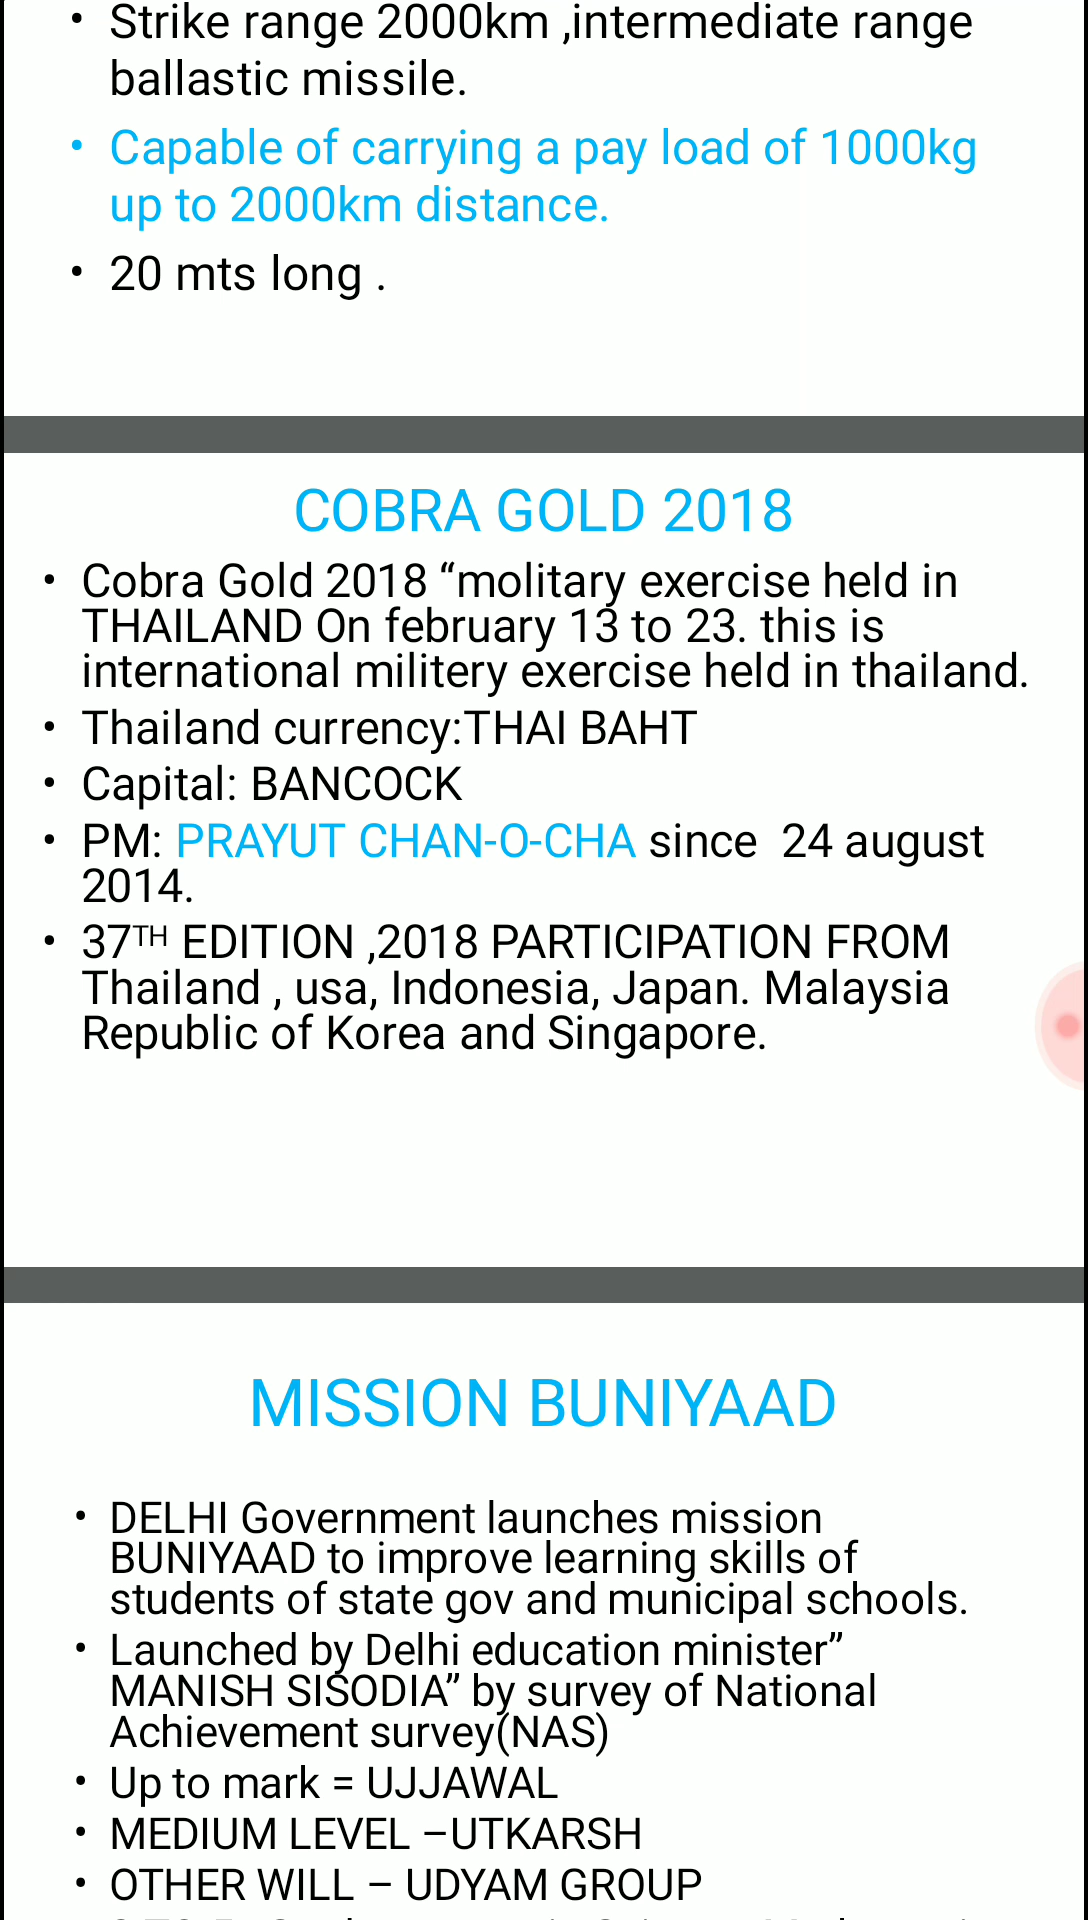 • Strike range 2000km ,intermediate range
ballastic missile.
• Capable of carrying a pay load of 1000kg
up to 2000km distance.
• 20 mts long .
COBRA GOLD 2018
• Cobra Gold 2018 “molitary exercise held in
THAILAND On february 13 to 23. this is
international militery exercise held in thailand.
• Thailand currency:THAI BAHT
• Capital: BANCOCK
• PM: PRAYUT CHAN-O-CHA since  24 august
2014.
• 37TH EDITION ,2018 PARTICIPATION FROM
Thailand , usa, Indonesia, Japan. Malaysia
Republic of Korea and Singapore.
MISSION BUNIYAAD
• DELHI Government launches mission
BUNIYAAD to improve learning skills of
students of state gov and municipal schools.
• Launched by Delhi education minister”
MANISH SISODIA” by survey of National
Achievement survey(NAS)
• Up to mark = UJJAWAL
• MEDIUM LEVEL –UTKARSH
• OTHER WILL – UDYAM GROUP